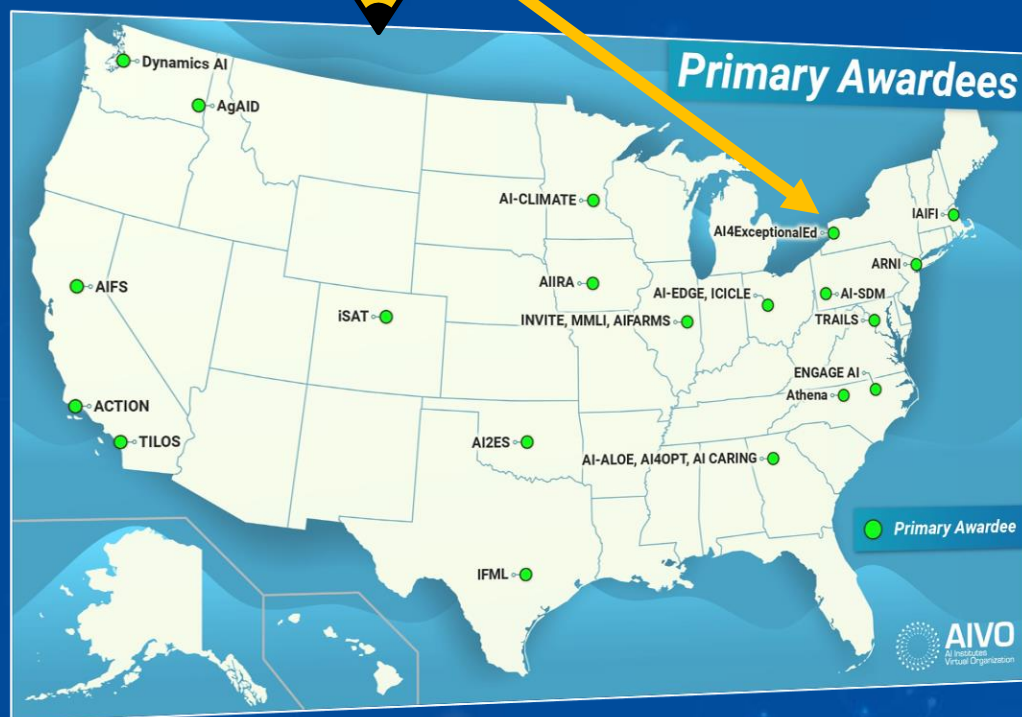 Primary Awardees
Dynamics AI
AgAID
AI-CLIMATE
IAIFI
AI4ExceptionalEd
ARNI
AIFS
AIIRA
AI-EDGE, ICICLE
AI-SDM
iSAT
INVITE, MMLI, AIFARMS
TRAILS
ENGAGE AI
Athena
ACTION
TILOS
AI2ES
AI-ALOE, AI4OPT, AI CARING
Primary Awardee
IFML
AIVO
AI Institutes
Virtual Organization